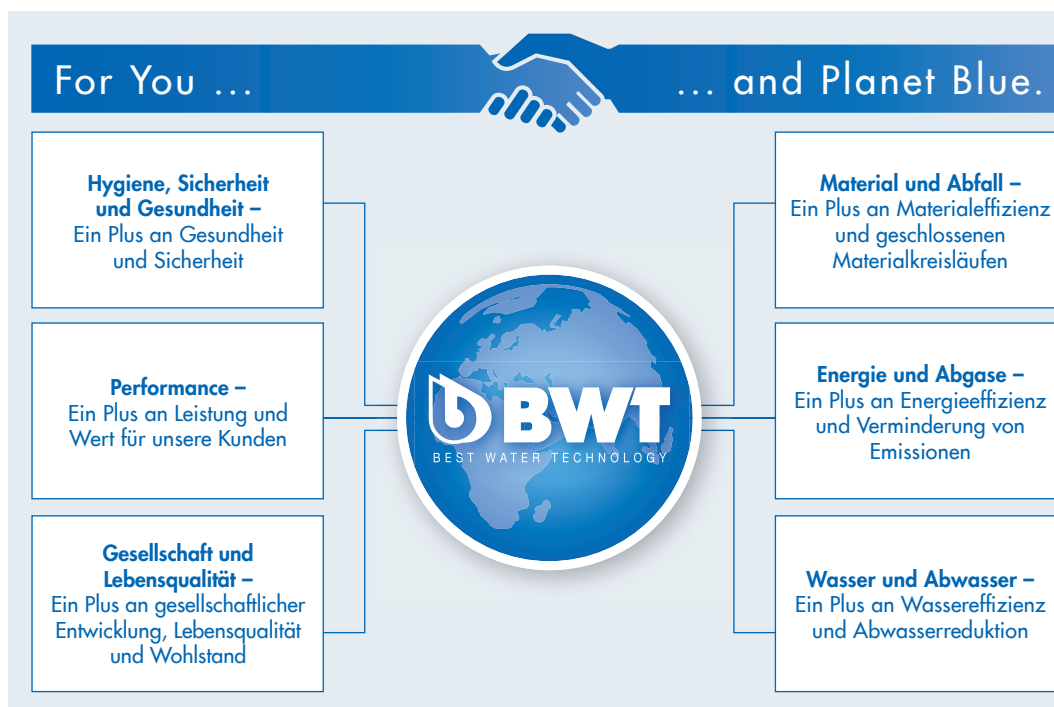 For You ...
... and Planet Blue.
Hygiene, Sicherheit
und Gesundheit –
Ein Plus an Gesundheit
und Sicherheit
Performance –
Ein Plus an Leistung und
Wert für unsere Kunden
Gesellschaft und
Lebensqualität –
Ein Plus an gesellschaftlicher
Entwicklung, Lebensqualität
und Wohlstand
BWT
BEST WATER TECHNOLOGY
Material und Abfall –
Ein Plus an Materialeffizienz
und geschlossenen
Materialkreisläufen
Energie und Abgase –
Ein Plus an Energieeffizienz
und Verminderung von
Emissionen
Wasser und Abwasser –
Ein Plus an Wassereffizienz
und Abwasserreduktion